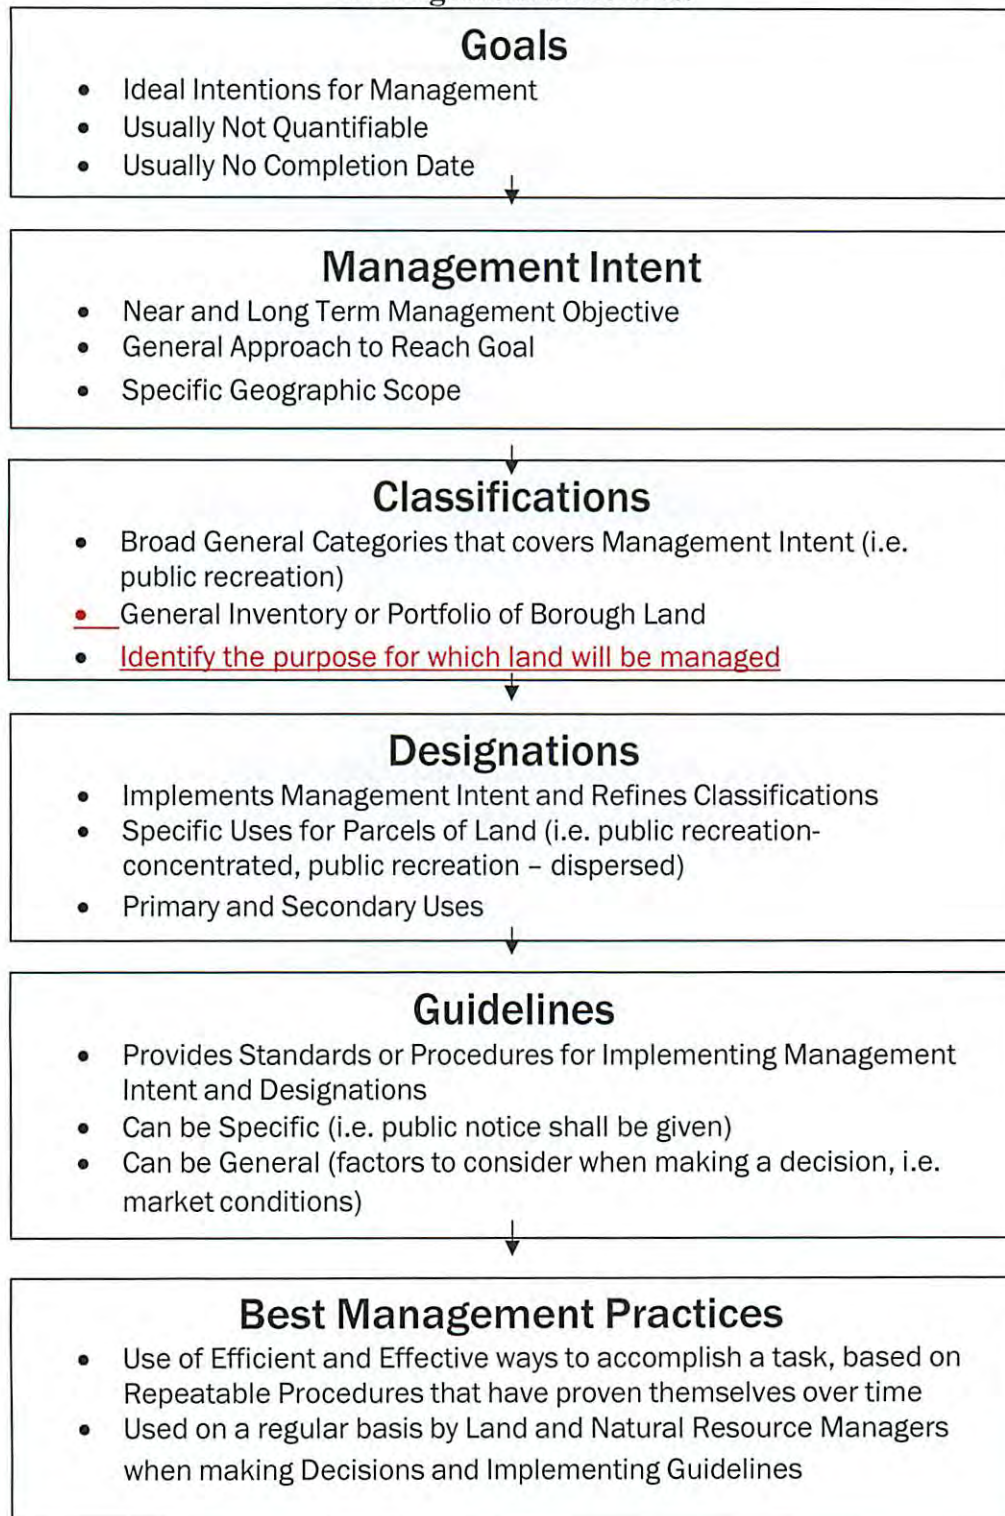 Goals
• Ideal Intentions for Management
• Usually Not Quantifiable
• Usually No Completion Date
Management Intent
• Near and Long Term Management Objective
• General Approach to Reach Goal
• Specific Geographic Scope
Classifications
• Broad General Categories that covers Management Intent (i.e.
public recreation)
• General Inventory or Portfolio of Borough Land
• Identify the purpose for which land will be managed
Designations
• Implements Management Intent and Refines Classifications
• Specific Uses for Parcels of Land (i.e. public recreation-
concentrated, public recreation – dispersed)
• Primary and Secondary Uses
Guidelines
• Provides Standards or Procedures for Implementing Management
Intent and Designations
• Can be Specific (i.e. public notice shall be given)
• Can be General (factors to consider when making a decision, i.e.
market conditions)
Best Management Practices
• Use of Efficient and Effective ways to accomplish a task, based on
Repeatable Procedures that have proven themselves over time
• Used on a regular basis by Land and Natural Resource Managers
when making Decisions and Implementing Guidelines